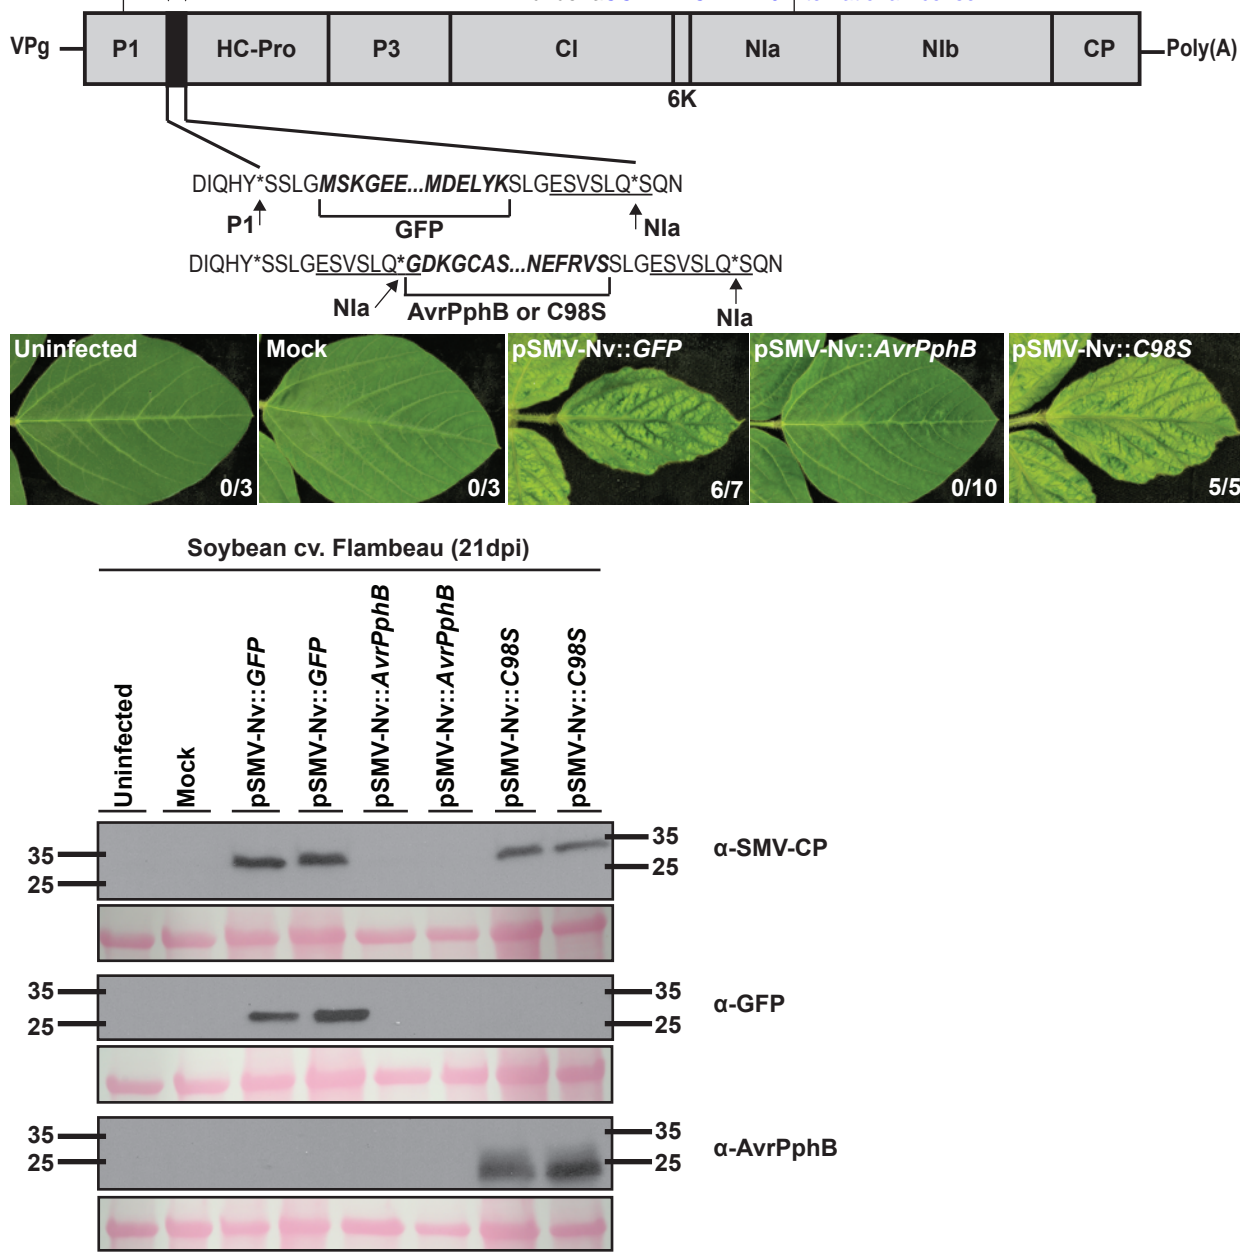 VPg P1 HC-Pro P3 CI NIa NIb CP Poly(A)
6K
DIQHY*SSLGMSKGEE...MDELYKSLGESVSLQ*SQN
P1 GFP NIa
DIQHY*SSLGESVSLQ*GDKGCAS...NEFRVSSLGESVSLQ*SQN
NIa AvrPphB or C98S NIa
Uninfected Mock pSMV-Nv::GFP pSMV-Nv::AvrPphB pSMV-Nv::C98S
0/3 0/3 6/7 0/10 5/5
Soybean cv. Flambeau (21dpi)
Uninfected
Mock
pSMV-Nv::GFP
pSMV-Nv::GFP
pSMV-Nv::AvrPphB
pSMV-Nv::AvrPphB
pSMV-Nv::C98S
pSMV-Nv::C98S
35 35 α-SMV-CP
25 25
35 35 α-GFP
25 25
35 35 α-AvrPphB
25 25